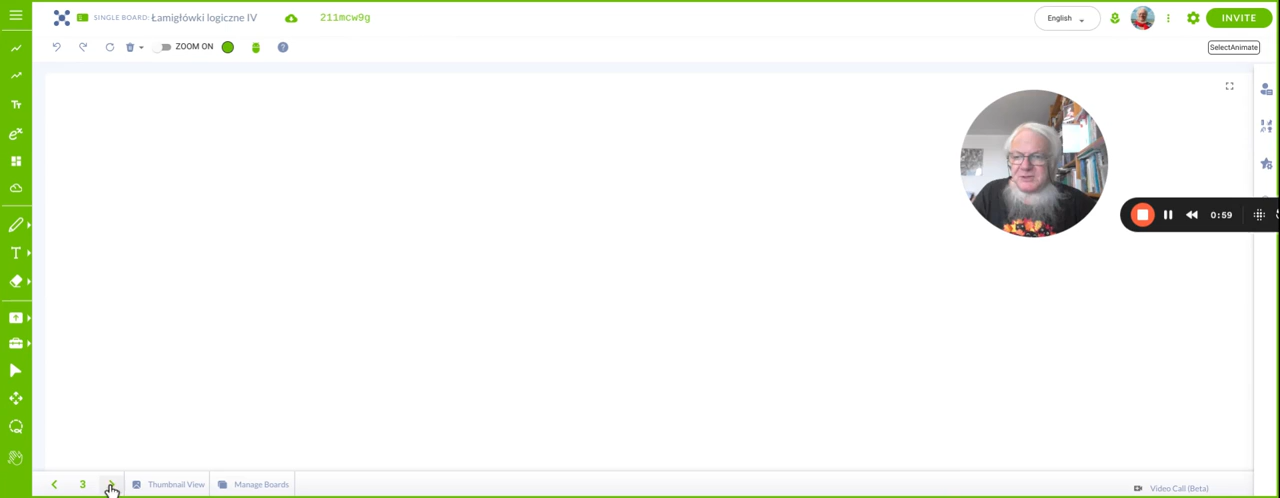 SINGLE BOARD: Łamigłówki logiczne IV
211mcw9g
English
INVITE
ZOOM ON
SelectAnimate
0:59
3
Thumbnail View
Manage Boards
Video Call (Beta)